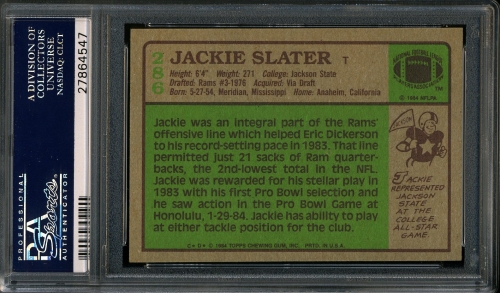 A DIVISION OF
COLLECTORS
UNIVERSE
NASDAQ: CLCT
27864547
PROFESSIONAL
PSA
Sports
AUTHENTICATOR
286
JACKIE SLATER T
Height: 6'4" Weight: 271 College: Jackson State
Drafted: Rams #3-1976 Acquired: Via Draft
Born: 5-27-54, Meridian, Mississippi Home: Anaheim, California
TM
© 1984 NFLPA
Jackie was an integral part of the Rams'
offensive line which helped Eric Dickerson
to his record-setting pace in 1983. That line
permitted just 21 sacks of Ram quarter-
backs, the 2nd-lowest total in the NFL.
Jackie was rewarded for his stellar play in
1983 with his first Pro Bowl selection and
he saw action in the Pro Bowl Game at
Honolulu, 1-29-84. Jackie has ability to play
at either tackle position for the club.
JACKIE
REPRESENTED
JACKSON
STATE AT
THE
COLLEGE
ALL-STAR
GAME.
© 1984 TOPPS CHEWING GUM, INC. PRTD. IN U.S.A.